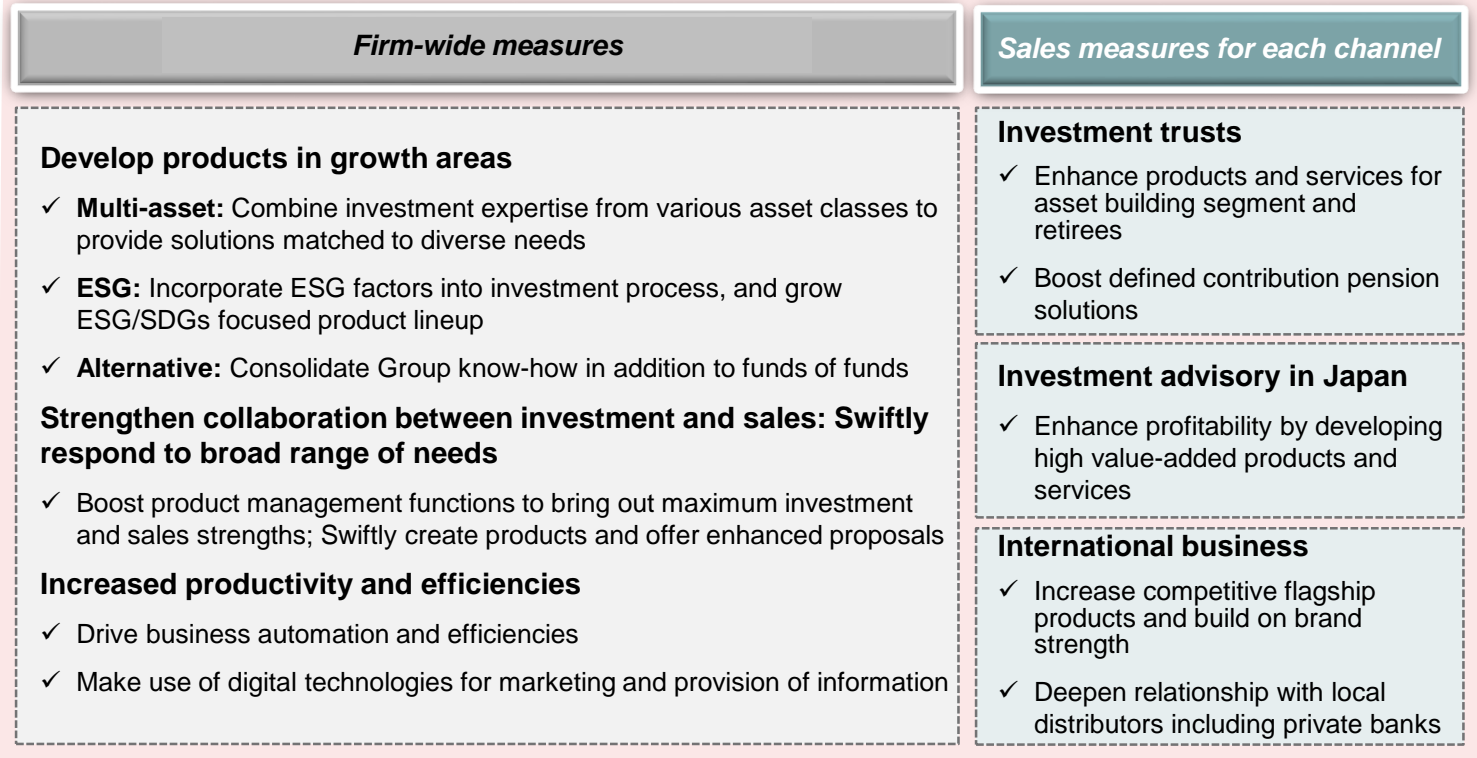 Firm-wide measures
Develop products in growth areas
✓ Multi-asset: Combine investment expertise from various asset classes to
provide solutions matched to diverse needs
✓ ESG: Incorporate ESG factors into investment process, and grow
ESG/SDGs focused product lineup
✓ Alternative: Consolidate Group know-how in addition to funds of funds
Strengthen collaboration between investment and sales: Swiftly
respond to broad range of needs
✓ Boost product management functions to bring out maximum investment
and sales strengths; Swiftly create products and offer enhanced proposals
Increased productivity and efficiencies
✓ Drive business automation and efficiencies
✓ Make use of digital technologies for marketing and provision of information
Sales measures for each channel
Investment trusts
✓ Enhance products and services for
asset building segment and
retirees
✓ Boost defined contribution pension
solutions
Investment advisory in Japan
✓ Enhance profitability by developing
high value-added products and
services
International business
✓ Increase competitive flagship
products and build on brand
strength
✓ Deepen relationship with local
distributors including private banks